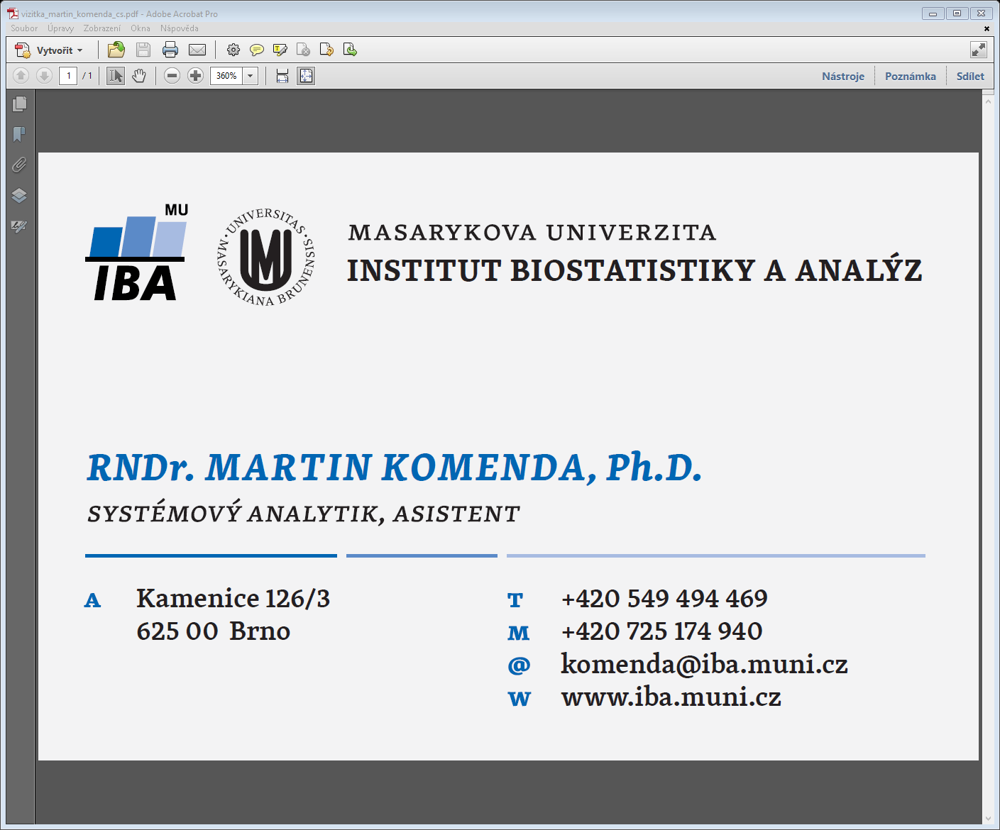 vizitka_martin_komenda_cs.pdf - Adobe Acrobat Pro
Soubor Úpravy Zobrazení Okna Nápověda
Vytvořit
1 / 1 360% Nástroje Poznámka Sdílet
MU
IBA
UNIVERSITAS · MASARYKIANA BRUNENSIS ·
MU
MASARYKOVA UNIVERZITA
INSTITUT BIOSTATISTIKY A ANALÝZ
RNDr. MARTIN KOMENDA, Ph.D.
SYSTÉMOVÝ ANALYTIK, ASISTENT
A Kamenice 126/3
625 00 Brno
T +420 549 494 469
M +420 725 174 940
@ komenda@iba.muni.cz
W www.iba.muni.cz